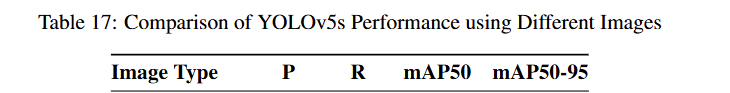 Table 17: Comparison of YOLOv5s Performance using Different Images
Image Type P R mAP50 mAP50-95